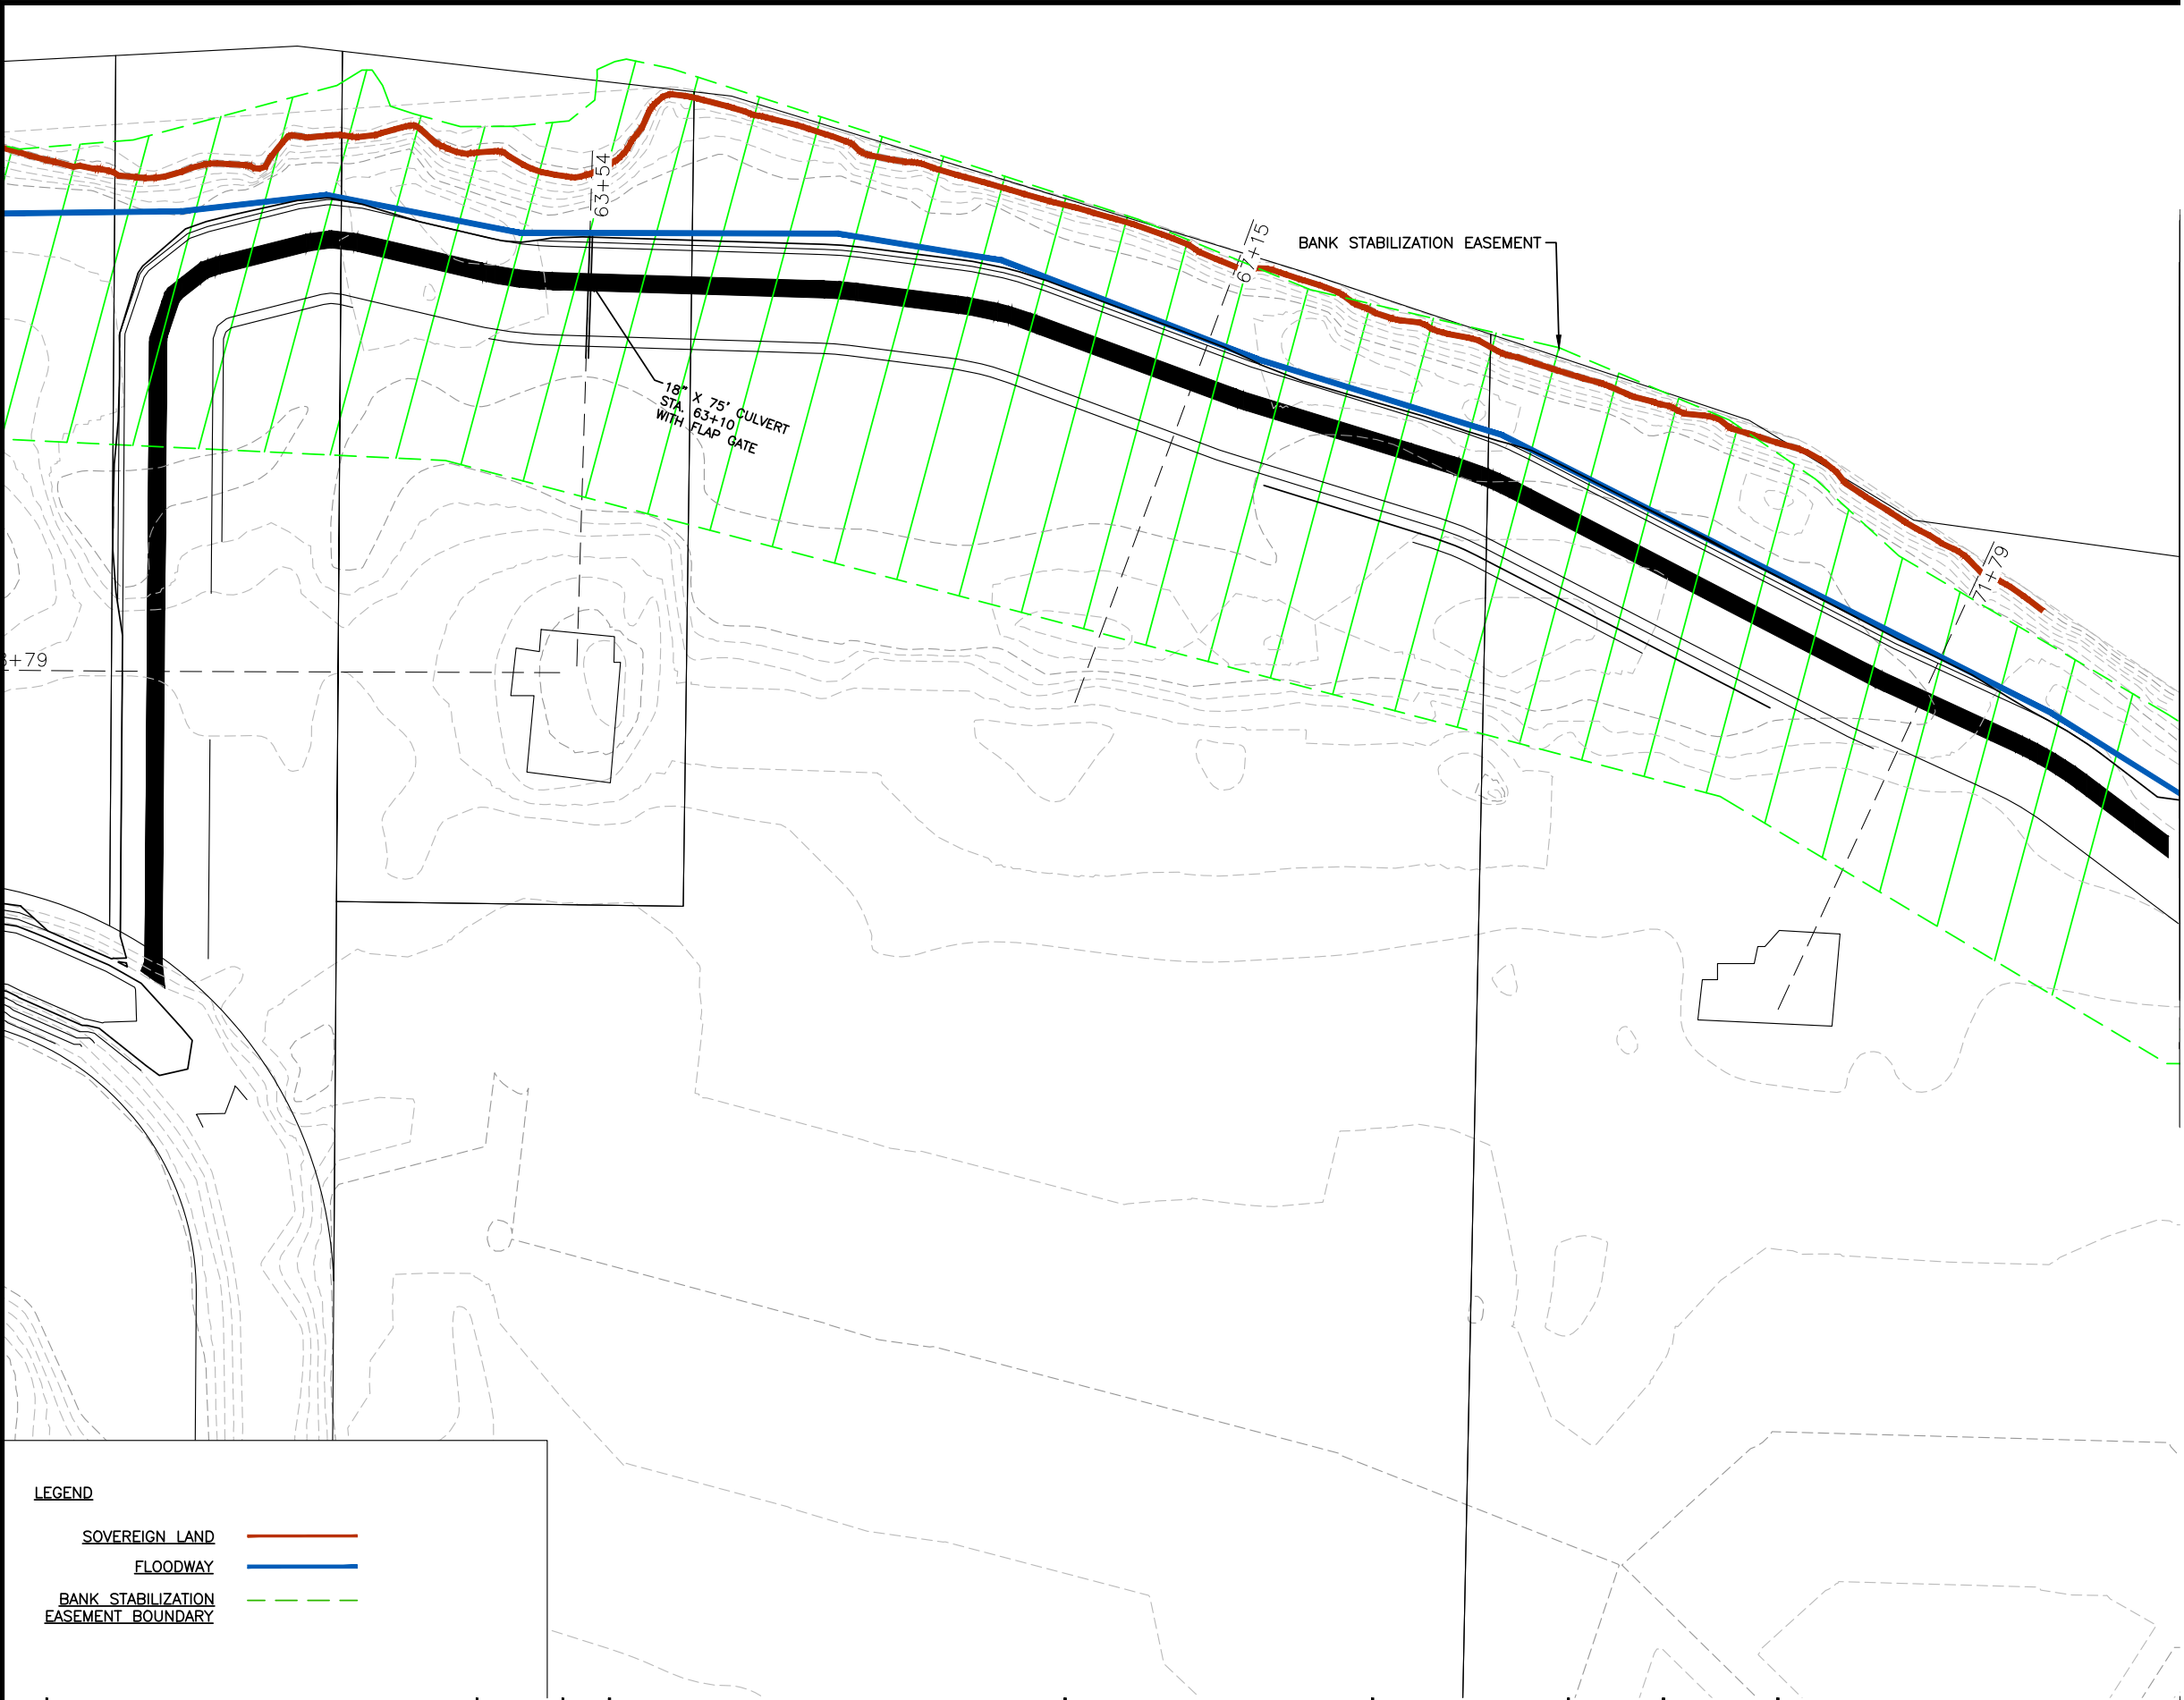 63+54
67+15
BANK STABILIZATION EASEMENT
18" X 75' CULVERT
STA. 63+10
WITH FLAP GATE
71+79
3+79
LEGEND
SOVEREIGN LAND
FLOODWAY
BANK STABILIZATION
EASEMENT BOUNDARY